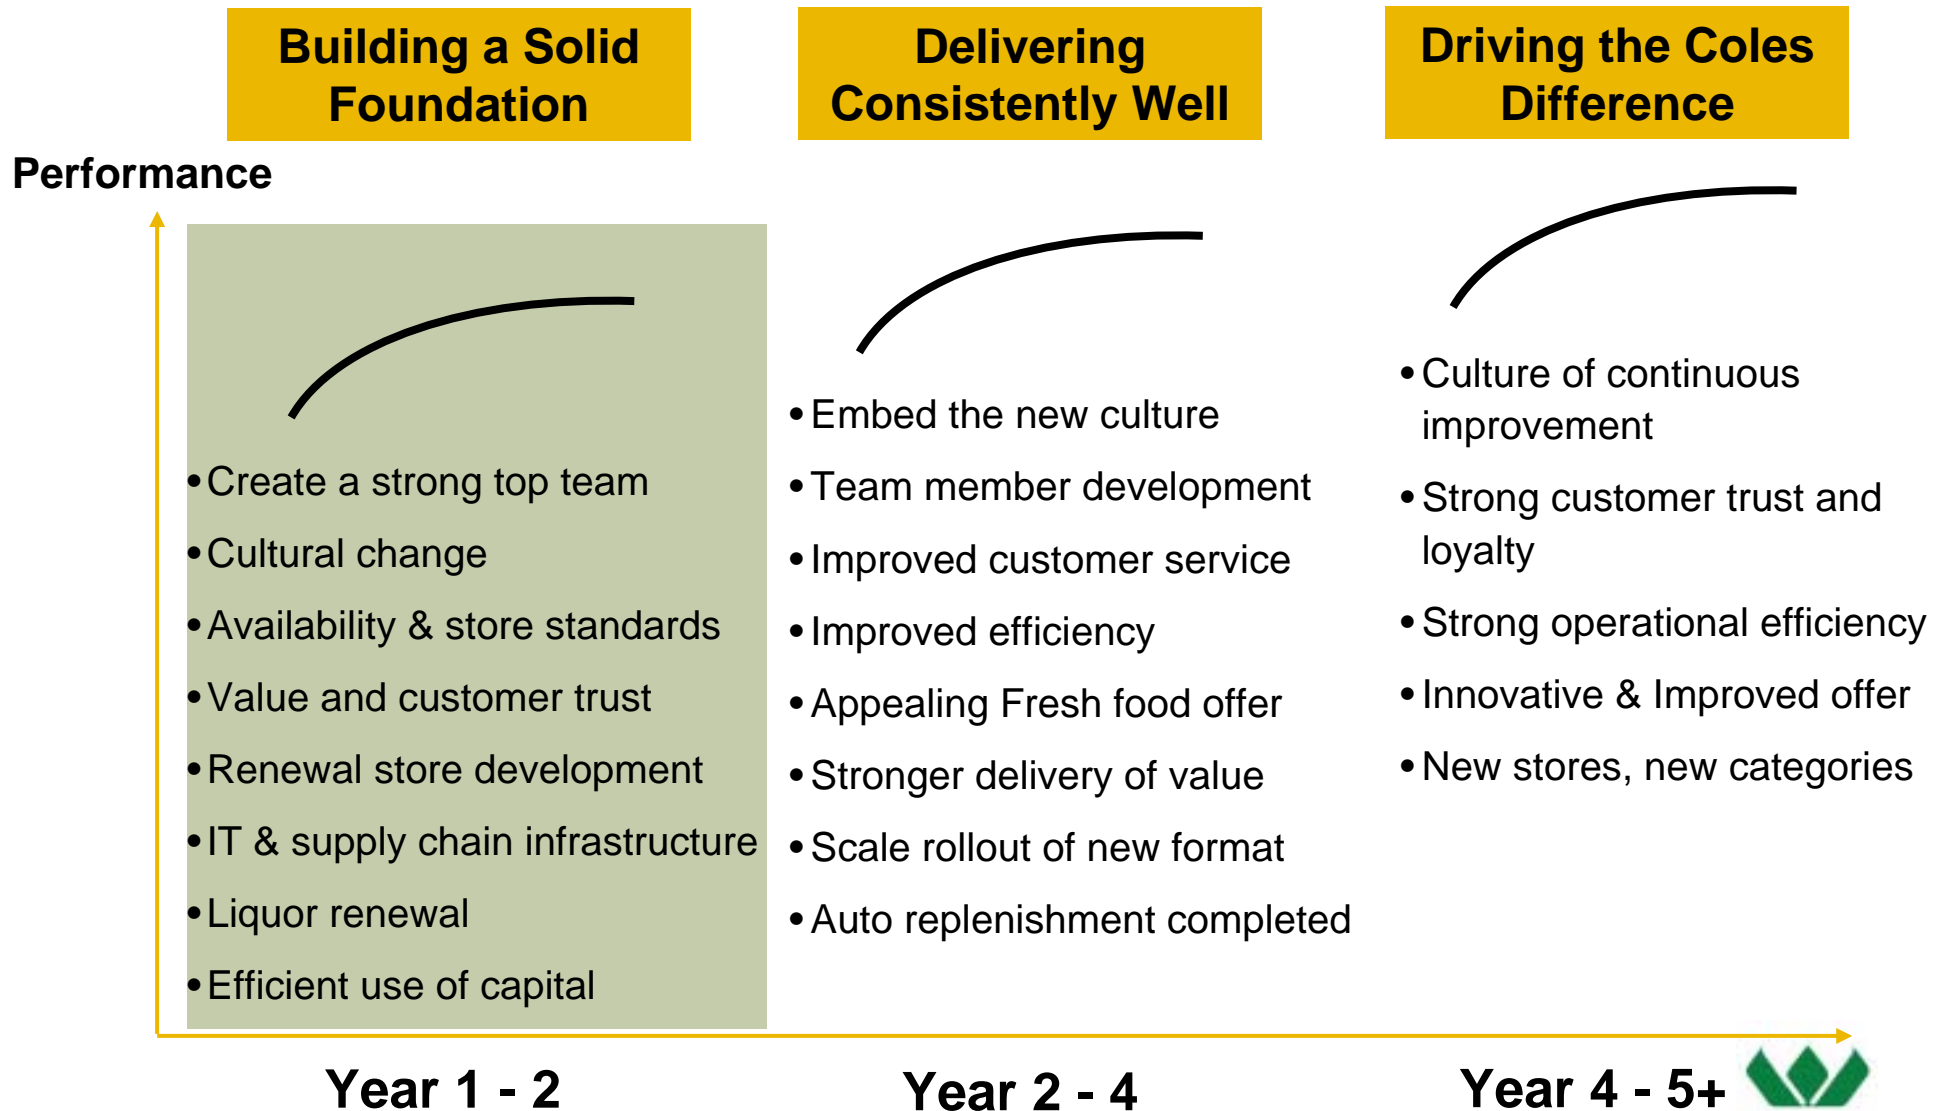 Building a Solid
Foundation
Delivering
Consistently Well
Driving the Coles
Difference
Performance
•Create a strong top team
•Cultural change
•Availability & store standards
•Value and customer trust
•Renewal store development
•IT & supply chain infrastructure
•Liquor renewal
•Efficient use of capital
•Embed the new culture
•Team member development
•Improved customer service
•Improved efficiency
•Appealing Fresh food offer
•Stronger delivery of value
•Scale rollout of new format
•Auto replenishment completed
•Culture of continuous
improvement
•Strong customer trust and
loyalty
•Strong operational efficiency
•Innovative & Improved offer
•New stores, new categories
Year 1 - 2
Year 2 - 4
Year 4 - 5+